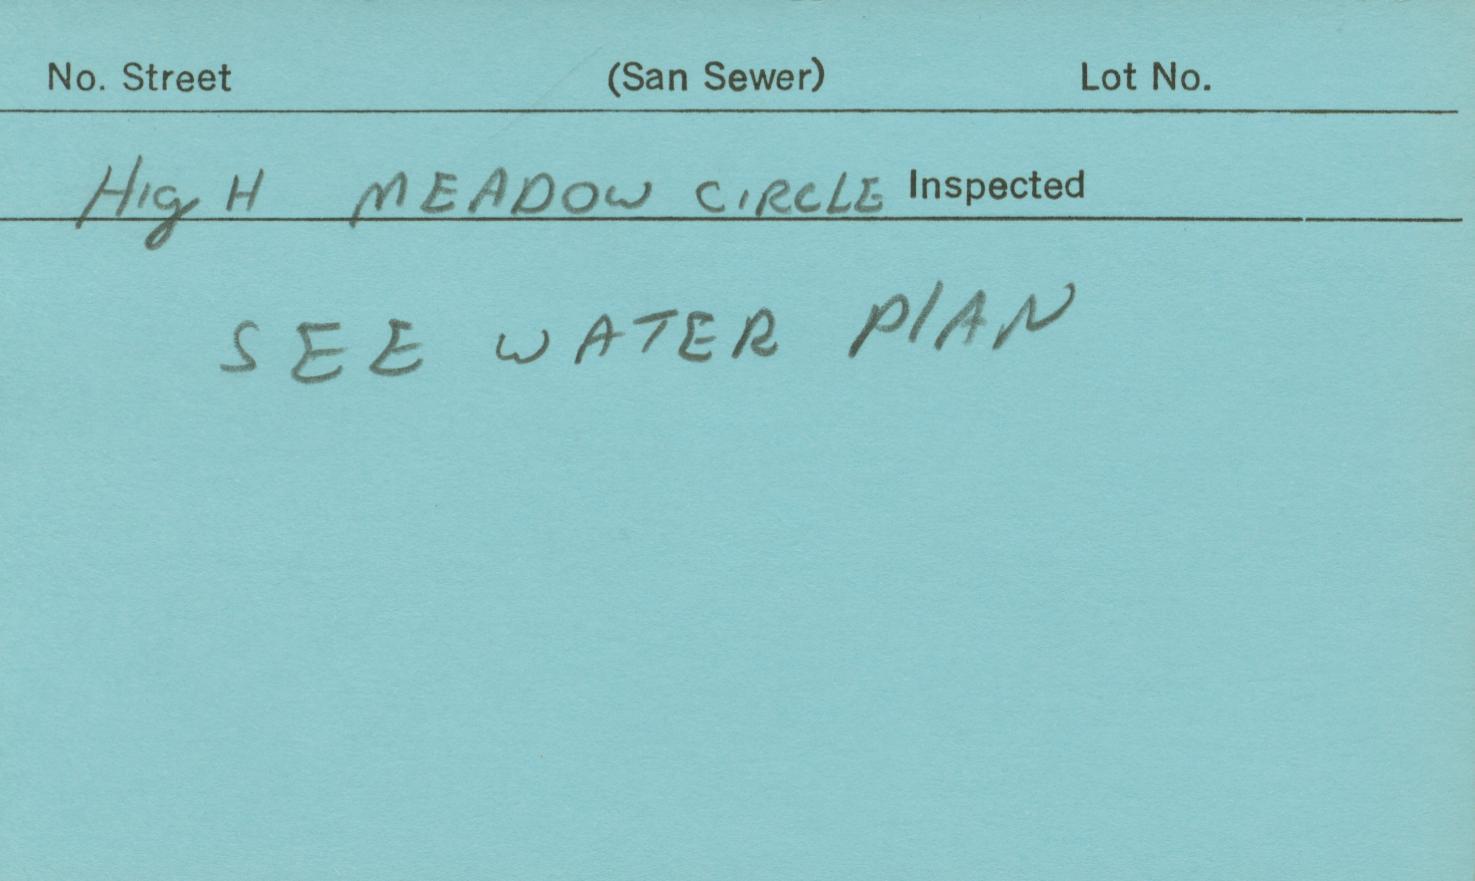 No. Street (San Sewer) Lot No.
HigH MEADOW CIRCLE Inspected
SEE WATER PlAN